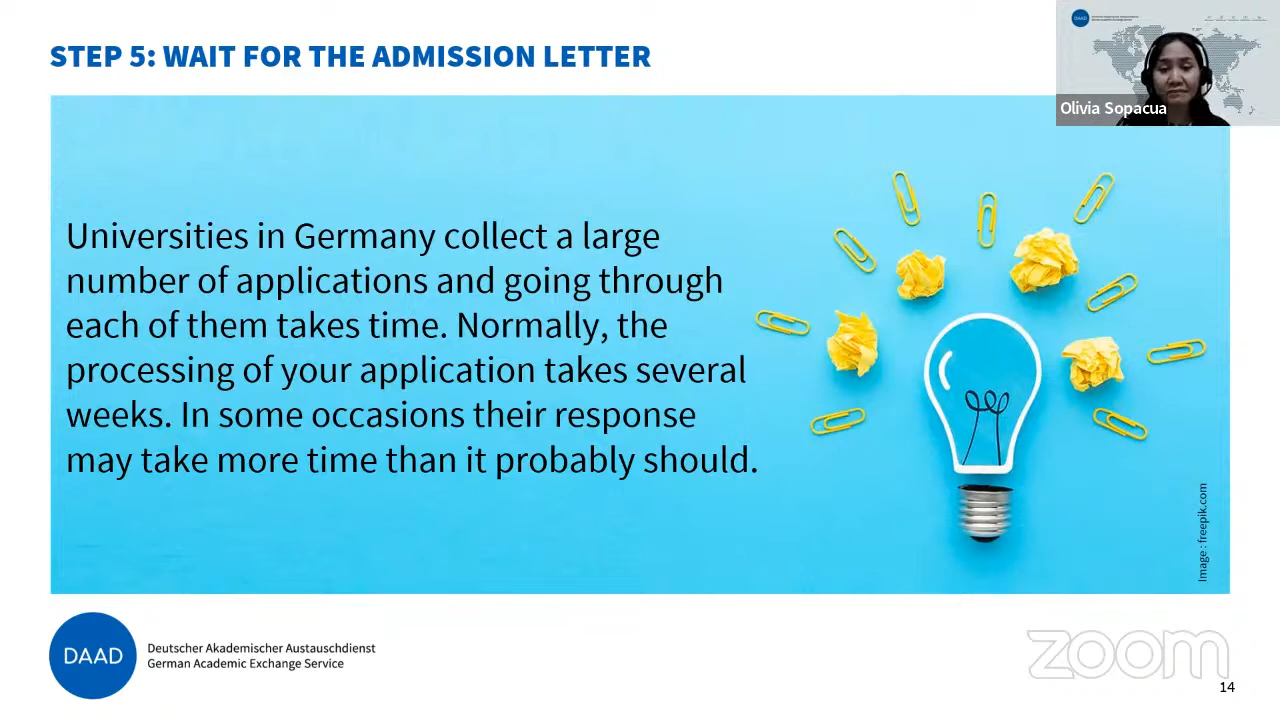 STEP 5: WAIT FOR THE ADMISSION LETTER
Olivia Sopacua
Universities in Germany collect a large
number of applications and going through
each of them takes time. Normally, the
processing of your application takes several
weeks. In some occasions their response
may take more time than it probably should.
Image : freepik.com
DAAD
Deutscher Akademischer Austauschdienst
German Academic Exchange Service
zoom
14